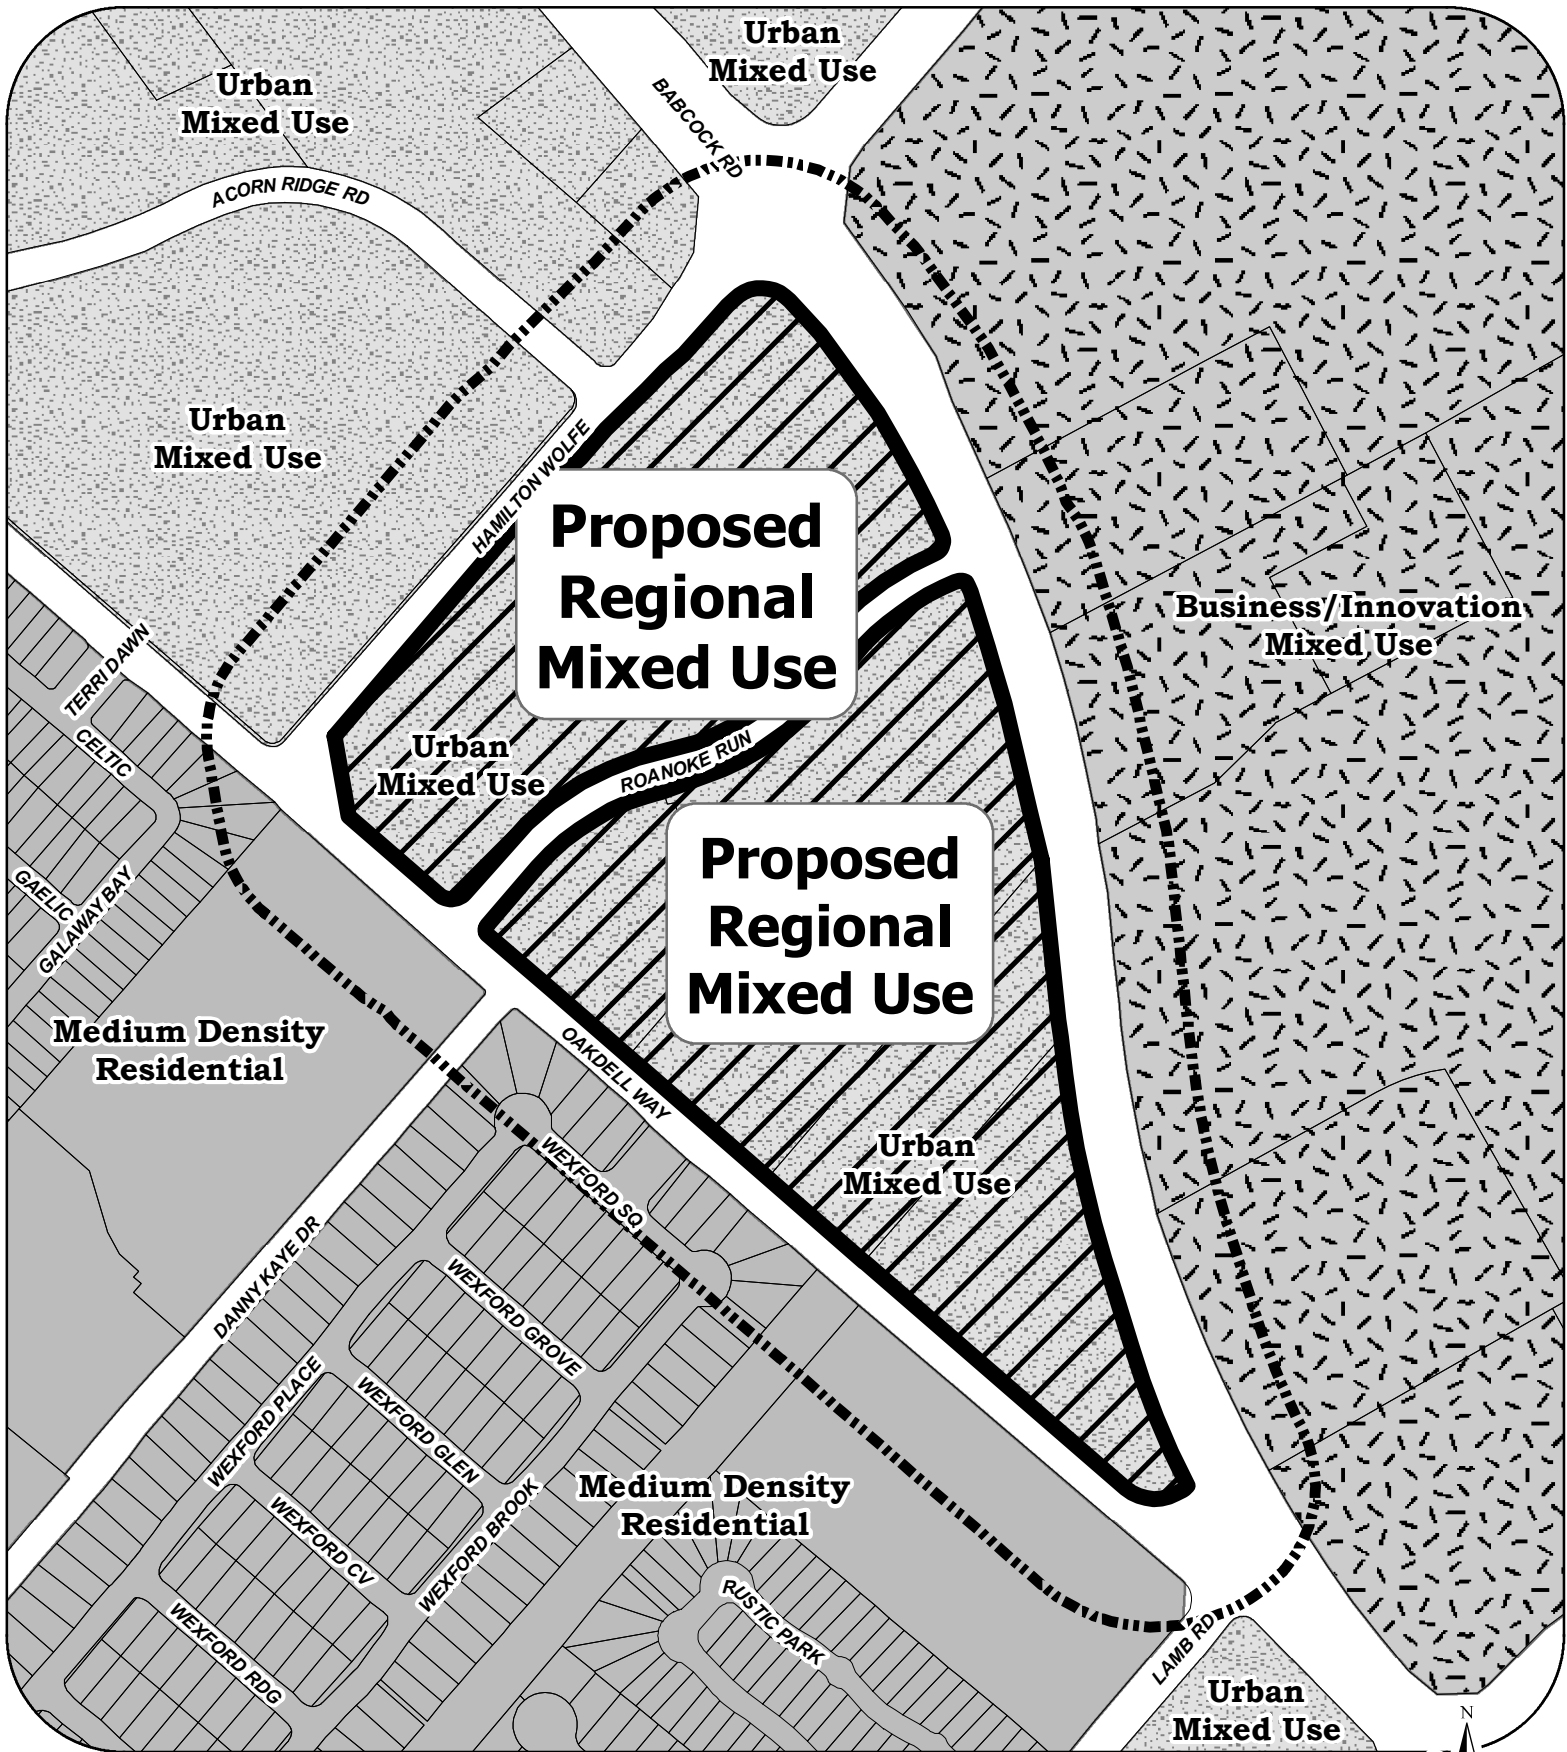 Urban
Mixed Use
Urban
Mixed Use
BABCOCK RD
ACORN RIDGE RD
Urban
Mixed Use
HAMILTON WOLFE
Proposed
Regional
Mixed Use
Business/Innovation
Mixed Use
TERRI DAWN
CELTIC
Urban
Mixed Use
ROANOKE RUN
Proposed
Regional
Mixed Use
GAELIC
GALAWAY BAY
Medium Density
Residential
OAKDELL WAY
Urban
Mixed Use
WEXFORD SQ
DANNY KAYE DR
WEXFORD GROVE
WEXFORD PLACE
WEXFORD GLEN
Medium Density
Residential
WEXFORD CV
WEXFORD BROOK
RUSTIC PARK
WEXFORD RDG
LAMB RD
Urban
Mixed Use
N